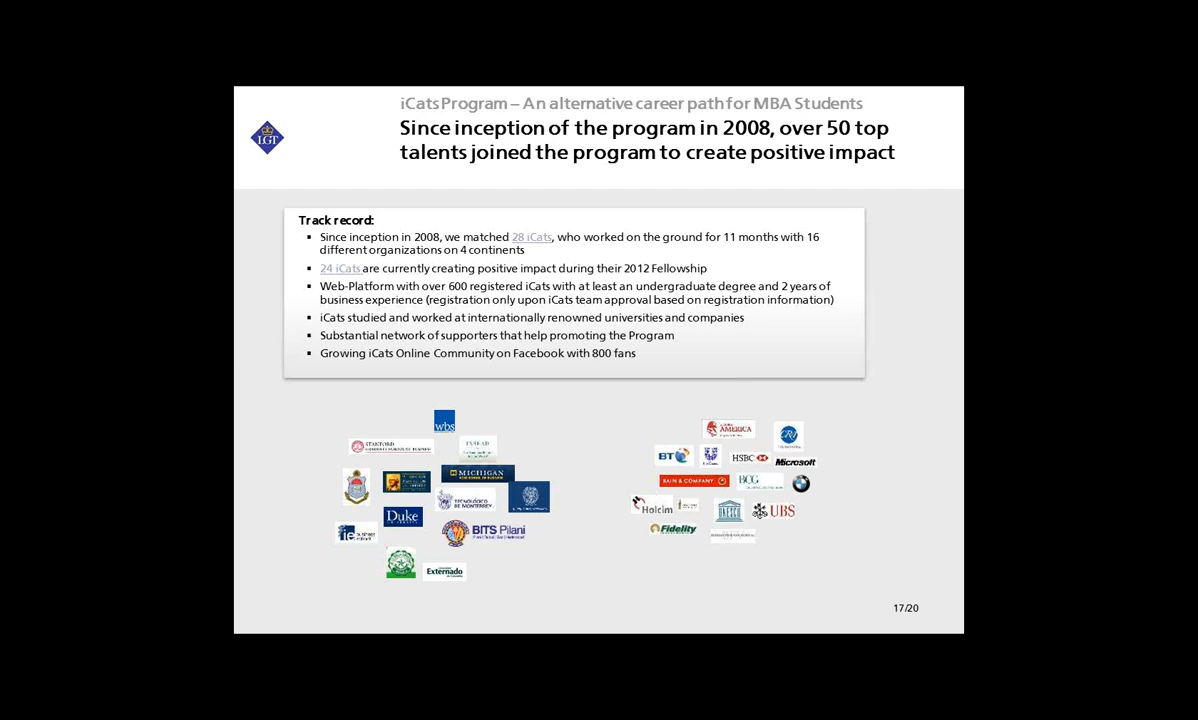 iCats Program – An alternative career path for MBA Students
Since inception of the program in 2008, over 50 top
talents joined the program to create positive impact
LGT
Track record:
▪ Since inception in 2008, we matched 28 iCats, who worked on the ground for 11 months with 16
different organizations on 4 continents
▪ 24 iCats are currently creating positive impact during their 2012 Fellowship
▪ Web-Platform with over 600 registered iCats with at least an undergraduate degree and 2 years of
business experience (registration only upon iCats team approval based on registration information)
▪ iCats studied and worked at internationally renowned universities and companies
▪ Substantial network of supporters that help promoting the Program
▪ Growing iCats Online Community on Facebook with 800 fans
wbs
STANFORD
INSEAD
MICHIGAN
TECNOLÓGICO
DE MONTERREY
Duke
ie business
BITS Pilani
Externado
AMERICA
BT
HSBC
Microsoft
BAIN & COMPANY
BCG
Holcim
UNESCO
UBS
Fidelity
17/20